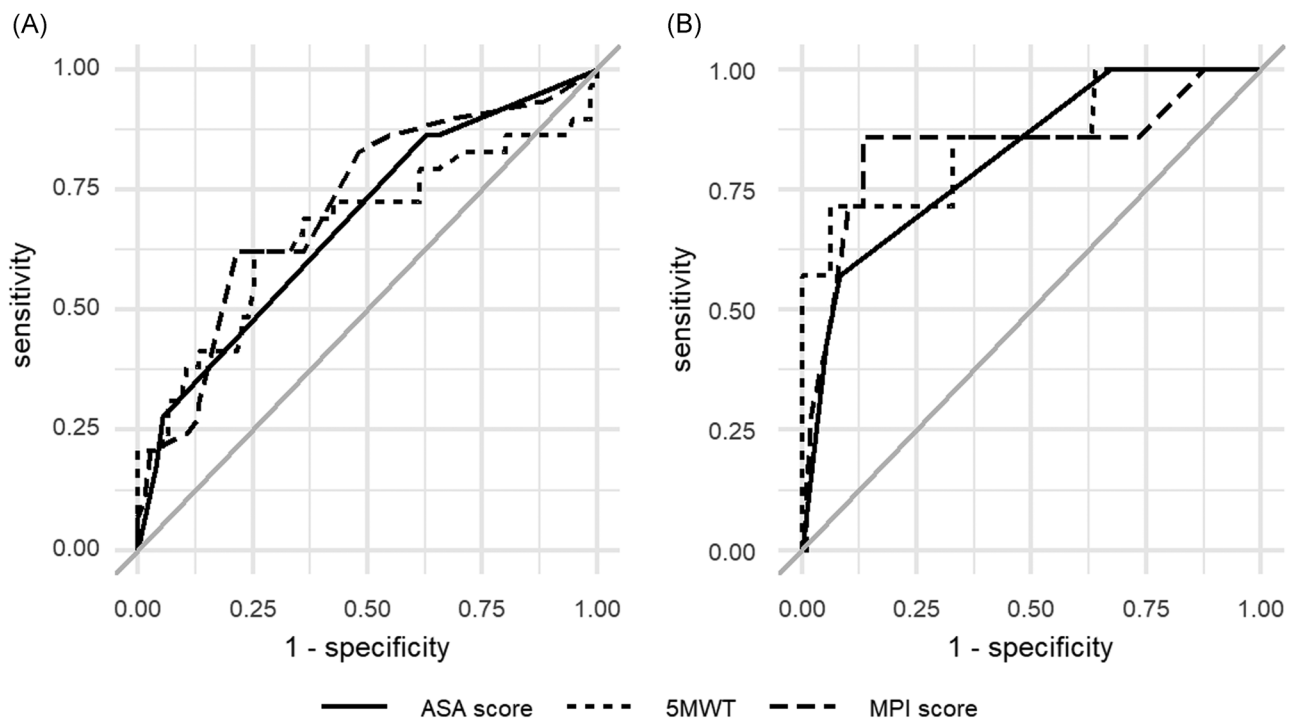 (A)
(B)
1.00
0.75
0.50
0.25
0.00
sensitivity
0.00 0.25 0.50 0.75 1.00
1 - specificity
1.00
0.75
0.50
0.25
0.00
sensitivity
0.00 0.25 0.50 0.75 1.00
1 - specificity
ASA score 5MWT MPI score